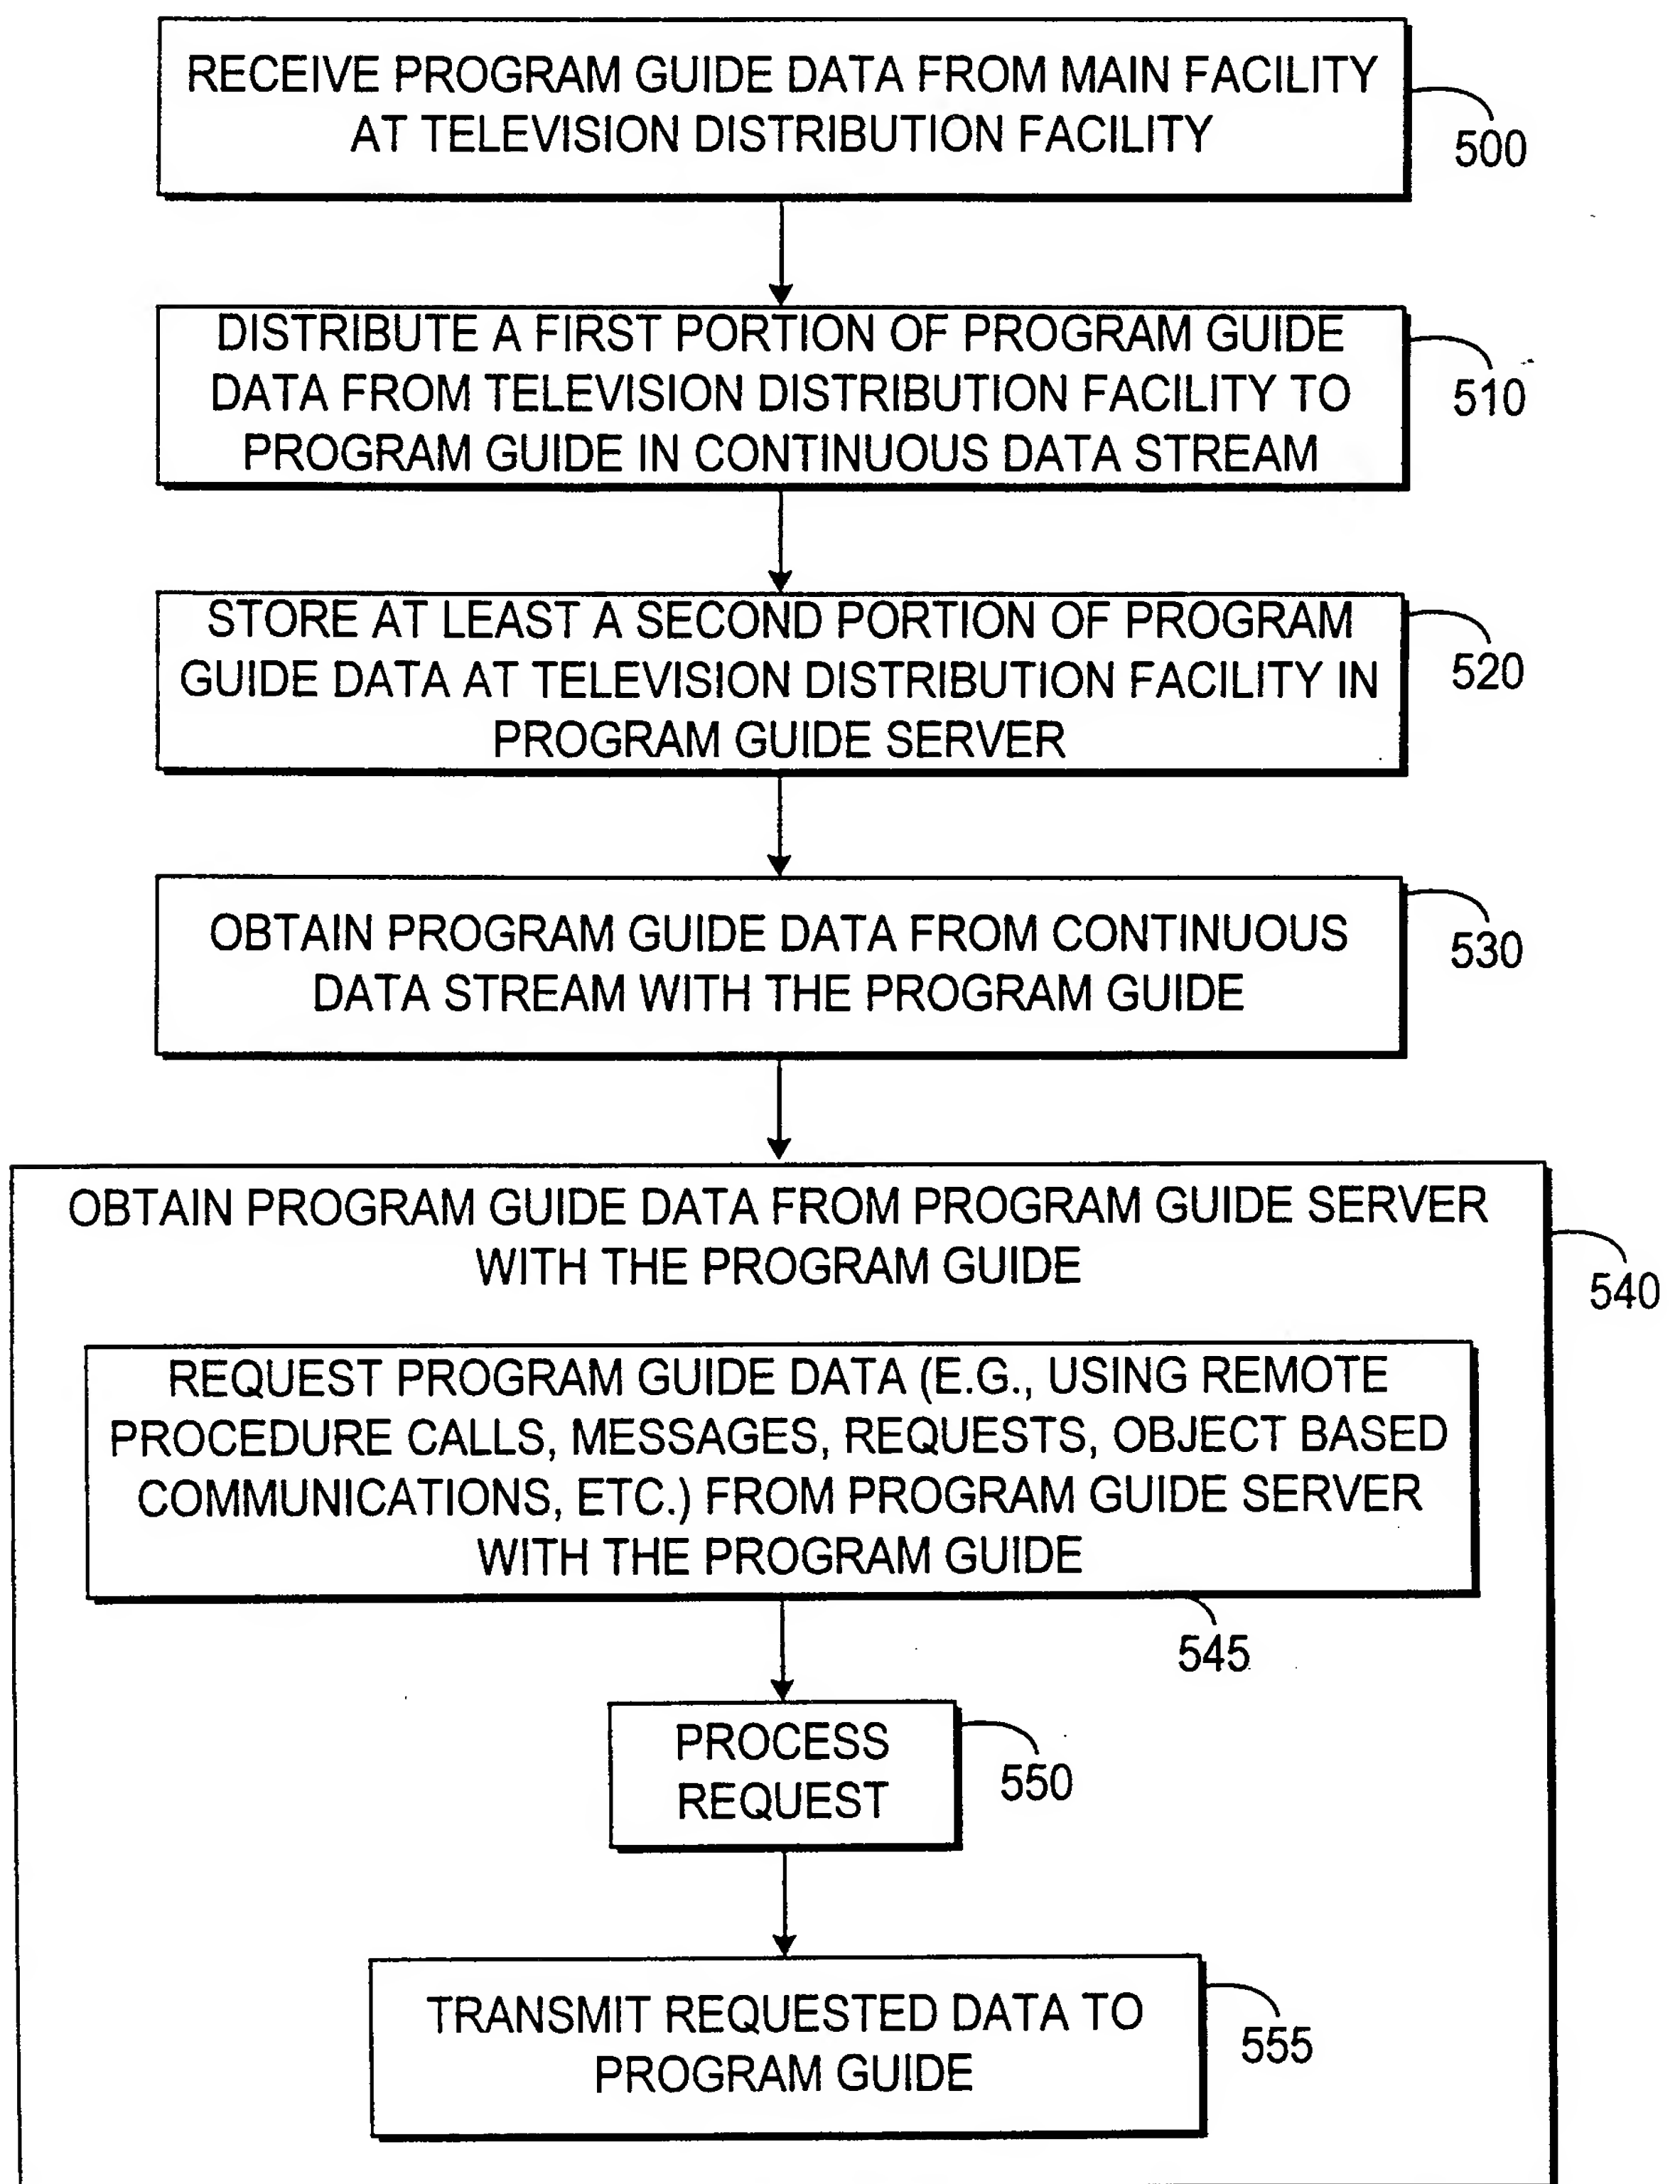 RECEIVE PROGRAM GUIDE DATA FROM MAIN FACILITY
AT TELEVISION DISTRIBUTION FACILITY
500
DISTRIBUTE A FIRST PORTION OF PROGRAM GUIDE
DATA FROM TELEVISION DISTRIBUTION FACILITY TO
PROGRAM GUIDE IN CONTINUOUS DATA STREAM
510
STORE AT LEAST A SECOND PORTION OF PROGRAM
GUIDE DATA AT TELEVISION DISTRIBUTION FACILITY IN
PROGRAM GUIDE SERVER
520
OBTAIN PROGRAM GUIDE DATA FROM CONTINUOUS
DATA STREAM WITH THE PROGRAM GUIDE
530
OBTAIN PROGRAM GUIDE DATA FROM PROGRAM GUIDE SERVER
WITH THE PROGRAM GUIDE
540
REQUEST PROGRAM GUIDE DATA (E.G., USING REMOTE
PROCEDURE CALLS, MESSAGES, REQUESTS, OBJECT BASED
COMMUNICATIONS, ETC.) FROM PROGRAM GUIDE SERVER
WITH THE PROGRAM GUIDE
545
PROCESS
REQUEST
550
TRANSMIT REQUESTED DATA TO
PROGRAM GUIDE
555